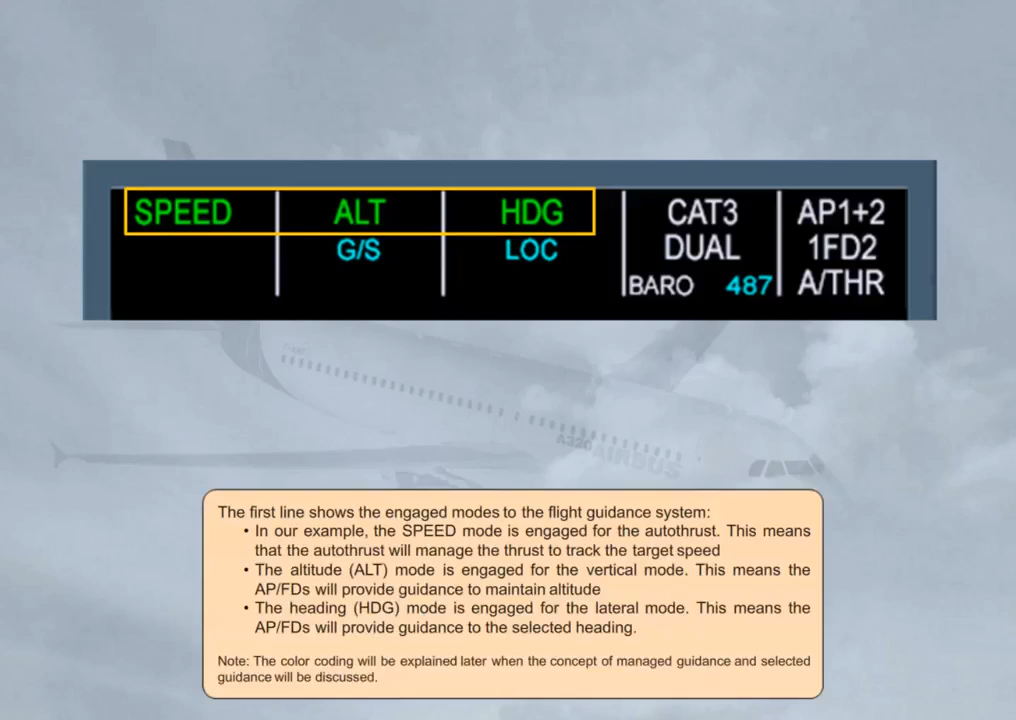 SPEED ALT HDG CAT3 AP1+2
G/S LOC DUAL 1FD2
BARO 487 A/THR
A320 AIRBUS
The first line shows the engaged modes to the flight guidance system:
• In our example, the SPEED mode is engaged for the autothrust. This means
that the autothrust will manage the thrust to track the target speed
• The altitude (ALT) mode is engaged for the vertical mode. This means the
AP/FDs will provide guidance to maintain altitude
• The heading (HDG) mode is engaged for the lateral mode. This means the
AP/FDs will provide guidance to the selected heading.
Note: The color coding will be explained later when the concept of managed guidance and selected
guidance will be discussed.